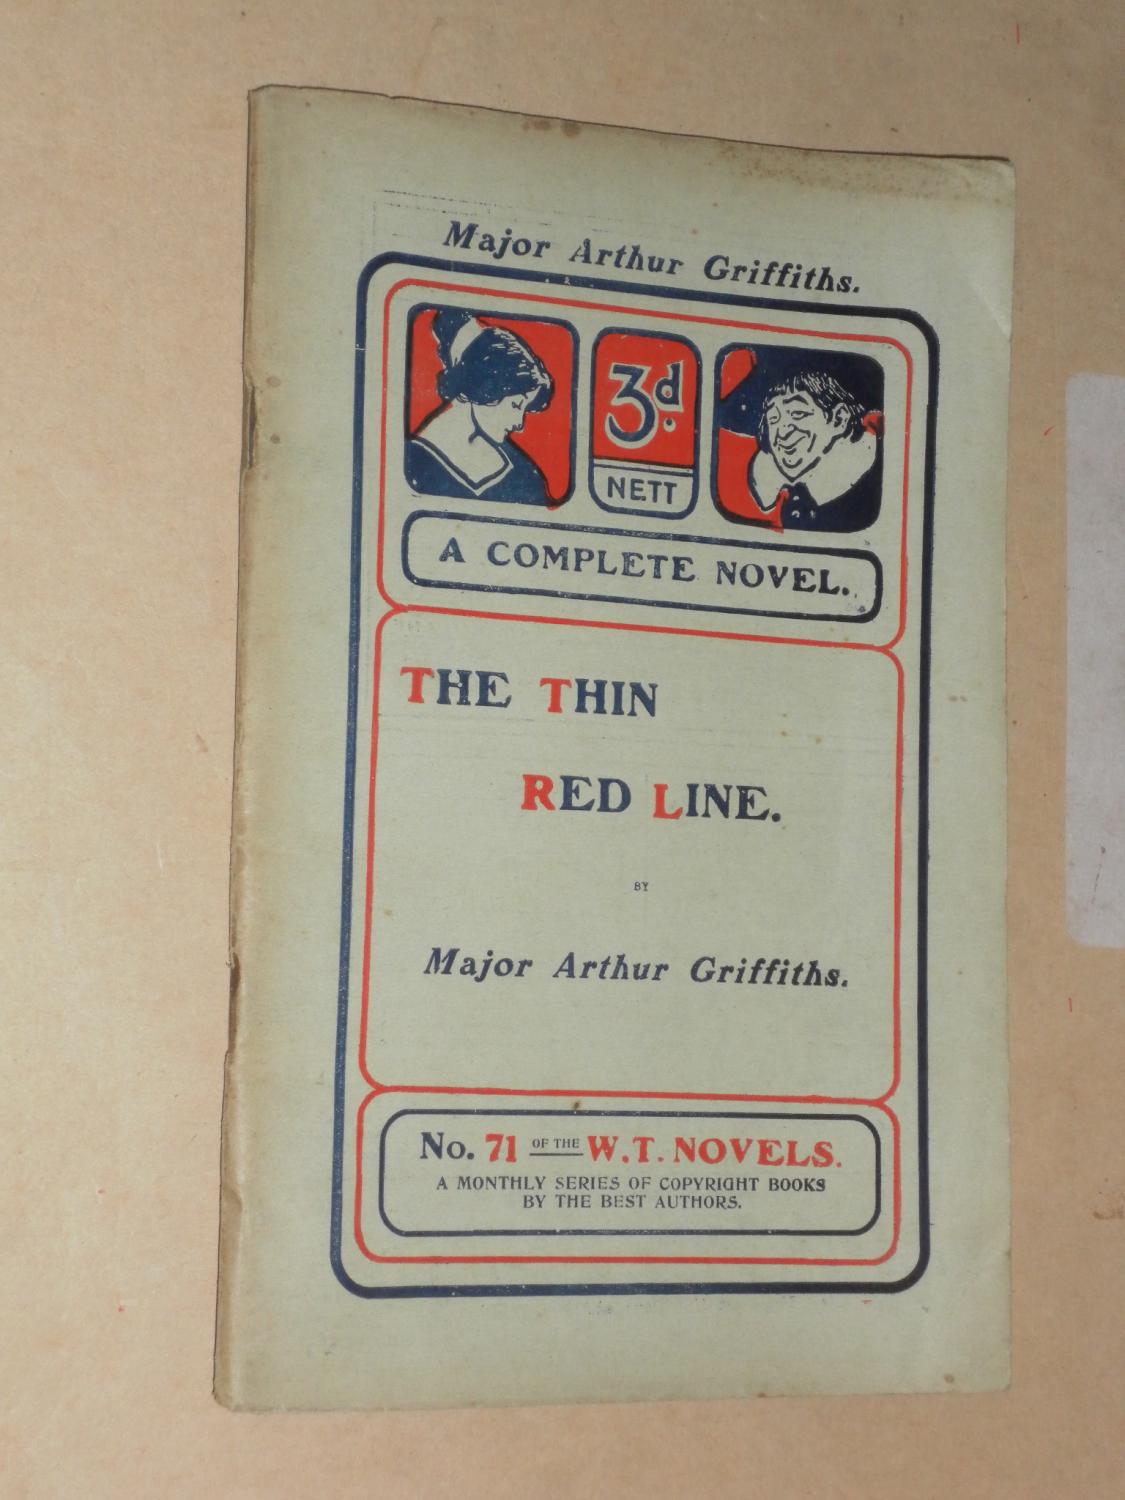 Major Arthur Griffiths.
3d.
NETT
A COMPLETE NOVEL.
THE THIN
RED LINE.
BY
Major Arthur Griffiths.
No. 71 OF THE W.T. NOVELS.
A MONTHLY SERIES OF COPYRIGHT BOOKS
BY THE BEST AUTHORS.